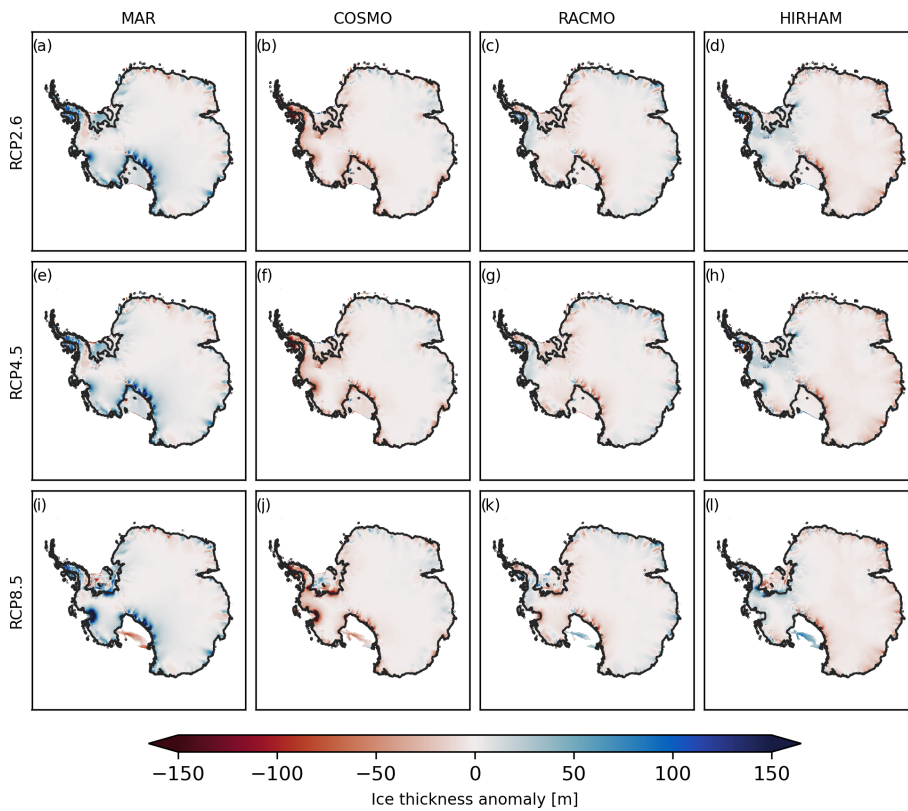 MAR COSMO RACMO HIRHAM
(a) (b) (c) (d)
RCP2.6
(e) (f) (g) (h)
RCP4.5
(i) (j) (k) (l)
RCP8.5
−150 −100 −50 0 50 100 150
Ice thickness anomaly [m]